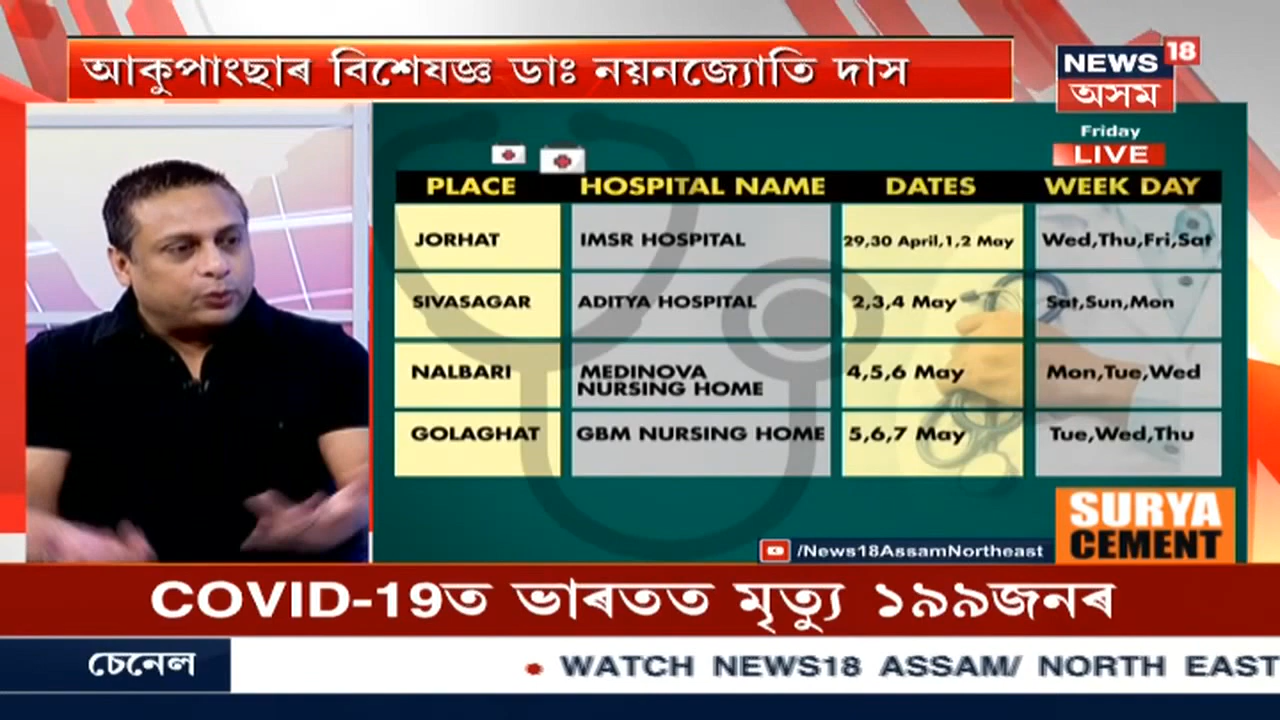 আকুপাংছাৰ বিশেষজ্ঞ ডাঃ নয়নজ্যোতি দাস
NEWS 18
অসম
Friday
LIVE
PLACE HOSPITAL NAME DATES WEEK DAY
JORHAT IMSR HOSPITAL 29,30 April,1,2 May Wed,Thu,Fri,Sat
SIVASAGAR ADITYA HOSPITAL 2,3,4 May Sat,Sun,Mon
NALBARI MEDINOVA NURSING HOME 4,5,6 May Mon,Tue,Wed
GOLAGHAT GBM NURSING HOME 5,6,7 May Tue,Wed,Thu
/News18AssamNortheast
SURYA
CEMENT
COVID-19ত ভাৰতত মৃত্যু ১৯৯জনৰ
চেনেল
WATCH NEWS18 ASSAM/ NORTH EAST